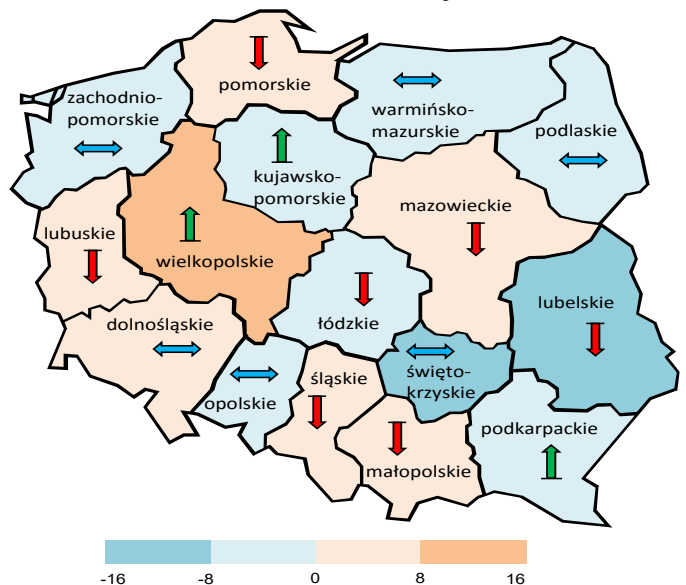 pomorskie
zachodnio-
pomorskie
warmińsko-
mazurskie
podlaskie
kujawsko-
pomorskie
mazowieckie
lubuskie
wielkopolskie
lubelskie
dolnośląskie
łódzkie
święto-
krzyskie
śląskie
opolskie
podkarpackie
małopolskie
-16 -8 0 8 16